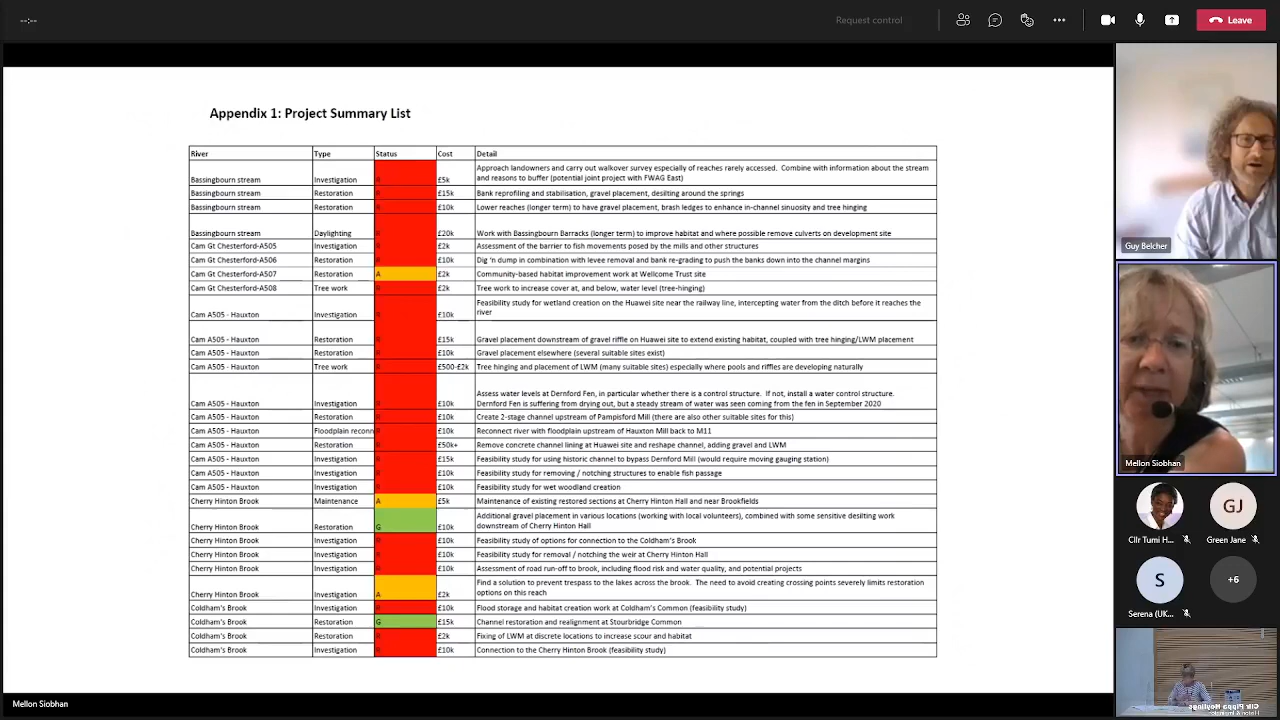 --:--
Request control
Leave
Appendix 1: Project Summary List
River Type Status Cost Detail
Bassingbourn stream Investigation R £5k Approach landowners and carry out walkover survey especially of reaches rarely accessed. Combine with information about the stream
and reasons to buffer (potential joint project with FWAG East)
Bassingbourn stream Restoration R £15k Bank reprofiling and stabilisation, gravel placement, desilting around the springs
Bassingbourn stream Restoration R £10k Lower reaches (longer term) to have gravel placement, brash ledges to enhance in-channel sinuosity and tree hinging
Bassingbourn stream Daylighting R £20k Work with Bassingbourn Barracks (longer term) to improve habitat and where possible remove culverts on development site
Cam Gt Chesterford-A505 Investigation R £2k Assessment of the barrier to fish movements posed by the mills and other structures
Cam Gt Chesterford-A506 Restoration R £10k Dig 'n dump in combination with levee removal and bank re-grading to push the banks down into the channel margins
Cam Gt Chesterford-A507 Restoration A £2k Community-based habitat improvement work at Wellcome Trust site
Cam Gt Chesterford-A508 Tree work R £2k Tree work to increase cover at, and below, water level (tree-hinging)
Cam A505 - Hauxton Investigation R £10k Feasibility study for wetland creation on the Huawei site near the railway line, intercepting water from the ditch before it reaches the
river
Cam A505 - Hauxton Restoration R £15k Gravel placement downstream of gravel riffle on Huawei site to extend existing habitat, coupled with tree hinging/LWM placement
Cam A505 - Hauxton Restoration R £10k Gravel placement elsewhere (several suitable sites exist)
Cam A505 - Hauxton Tree work R £500-£2k Tree hinging and placement of LWM (many suitable sites) especially where pools and riffles are developing naturally
Cam A505 - Hauxton Investigation R £10k Assess water levels at Dernford Fen, in particular whether there is a control structure. If not, install a water control structure.
Dernford Fen is suffering from drying out, but a steady stream of water was seen coming from the fen in September 2020
Cam A505 - Hauxton Restoration R £10k Create 2-stage channel upstream of Pampisford Mill (there are also other suitable sites for this)
Cam A505 - Hauxton Floodplain reconn R £10k Reconnect river with floodplain upstream of Hauxton Mill back to M11
Cam A505 - Hauxton Restoration R £50k+ Remove concrete channel lining at Huawei site and reshape channel, adding gravel and LWM
Cam A505 - Hauxton Investigation R £15k Feasibility study for using historic channel to bypass Dernford Mill (would require moving gauging station)
Cam A505 - Hauxton Investigation R £10k Feasibility study for removing / notching structures to enable fish passage
Cam A505 - Hauxton Investigation R £10k Feasibility study for wet woodland creation
Cherry Hinton Brook Maintenance A £5k Maintenance of existing restored sections at Cherry Hinton Hall and near Brookfields
Cherry Hinton Brook Restoration G £10k Additional gravel placement in various locations (working with local volunteers), combined with some sensitive desilting work
downstream of Cherry Hinton Hall
Cherry Hinton Brook Investigation R £10k Feasibility study of options for connection to the Coldham's Brook
Cherry Hinton Brook Investigation R £10k Feasibility study for removal / notching the weir at Cherry Hinton Hall
Cherry Hinton Brook Investigation R £10k Assessment of road run-off to brook, including flood risk and water quality, and potential projects
Cherry Hinton Brook Investigation A £2k Find a solution to prevent trespass to the lakes across the brook. The need to avoid creating crossing points severely limits restoration
options on this reach
Coldham's Brook Investigation R £10k Flood storage and habitat creation work at Coldham's Common (feasibility study)
Coldham's Brook Restoration G £15k Channel restoration and realignment at Stourbridge Common
Coldham's Brook Restoration R £2k Fixing of LWM at discrete locations to increase scour and habitat
Coldham's Brook Investigation R £10k Connection to the Cherry Hinton Brook (feasibility study)
Mellon Siobhan
Guy Belcher
Mellon Siobhan
GJ
Guy Jam...
S
+6
Serena (UK...